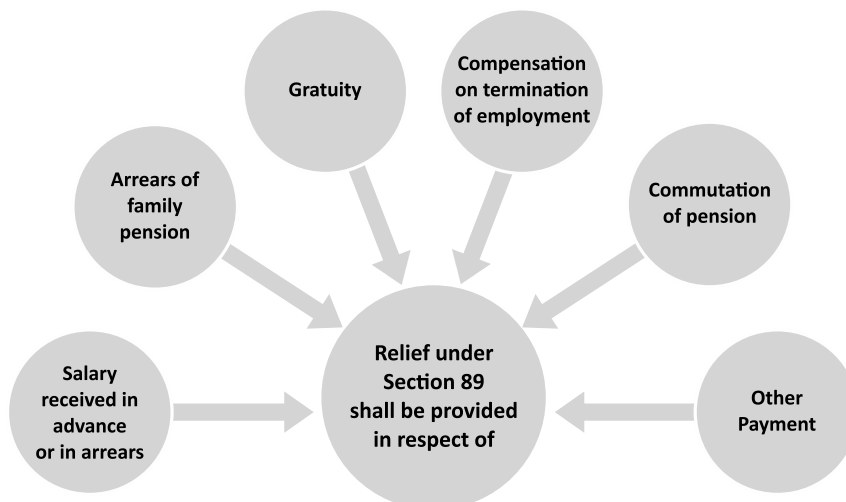 Gratuity
Compensation
on termination
of employment
Arrears of
family
pension
Commutation
of pension
Salary
received in
advance
or in arrears
Relief under
Section 89
shall be provided
in respect of
Other
Payment